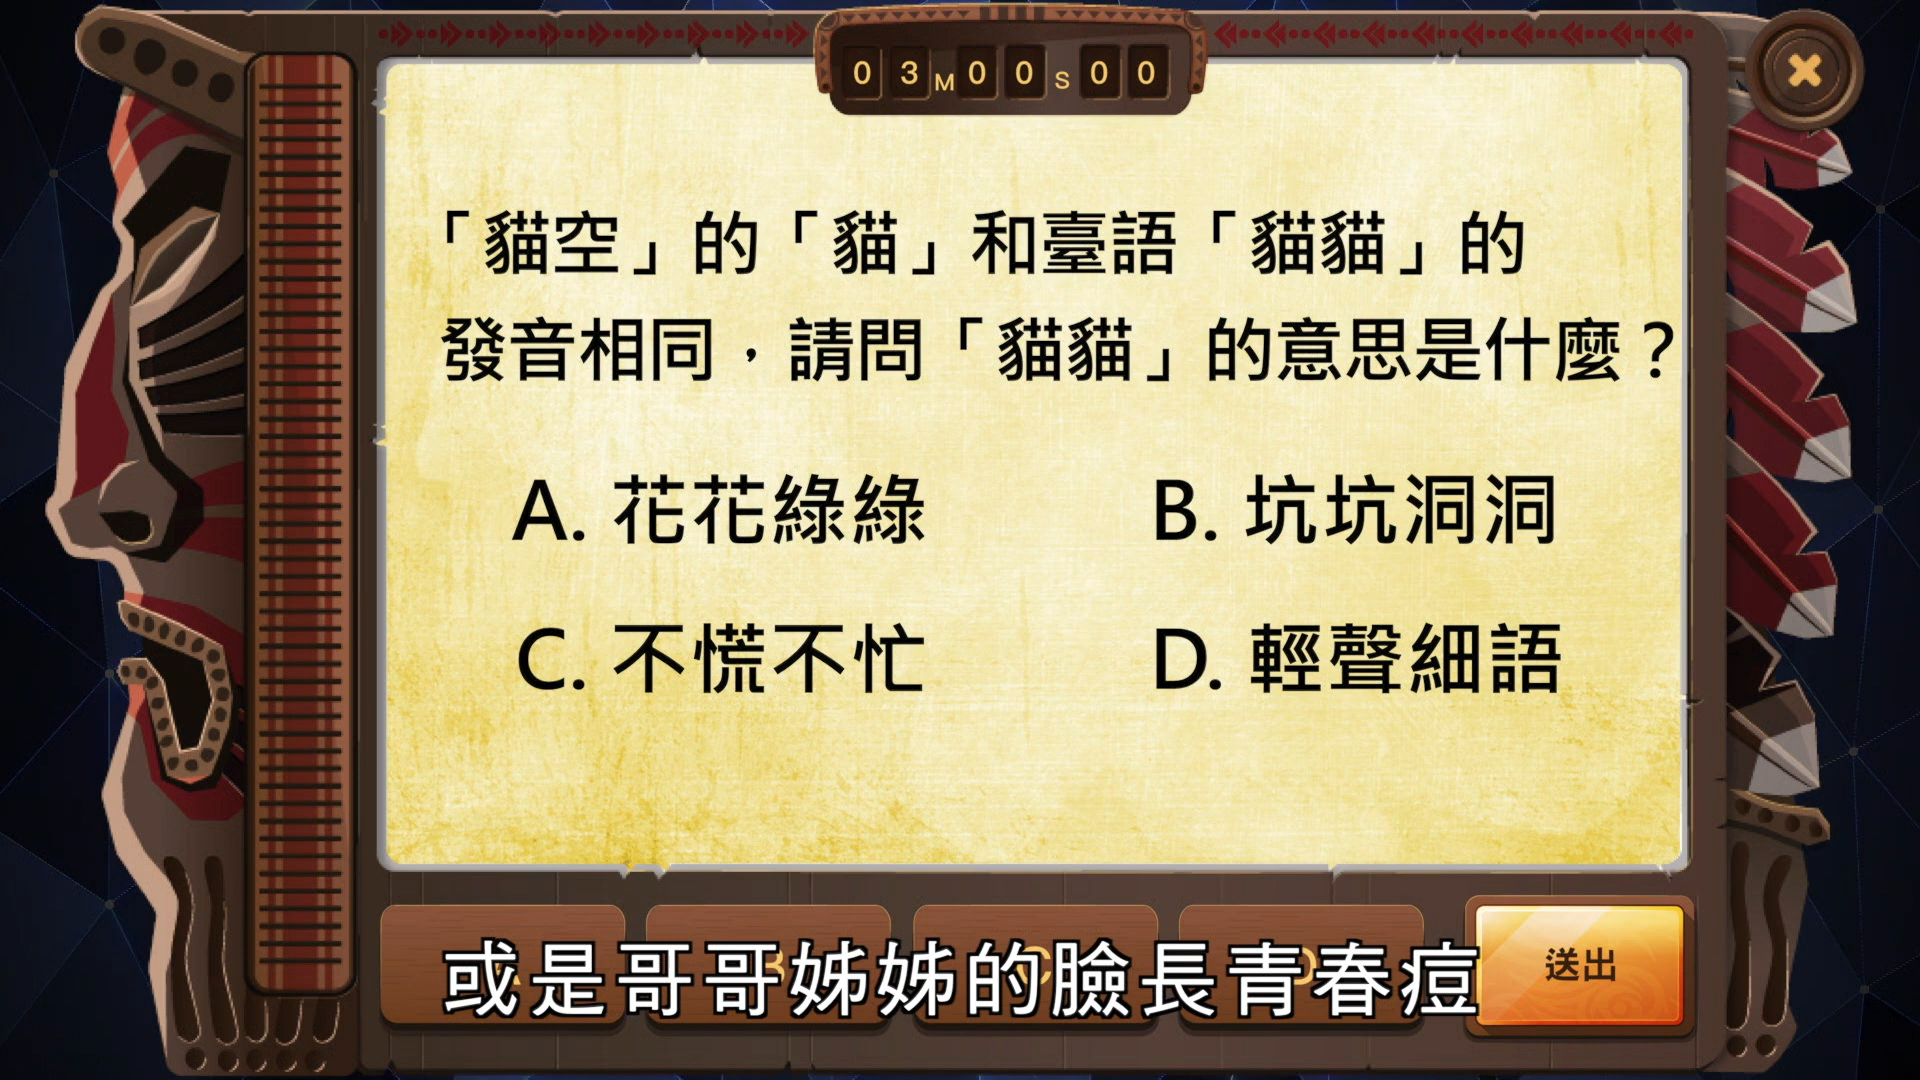 03M00S00
「貓空」的「貓」和臺語「貓貓」的
發音相同，請問「貓貓」的意思是什麼？
A. 花花綠綠
B. 坑坑洞洞
C. 不慌不忙
D. 輕聲細語
A
B
C
D
送出
或是哥哥姊姊的臉長青春痘